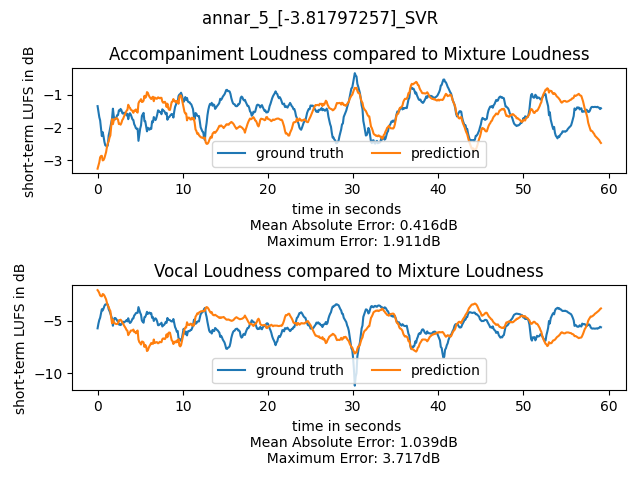 annar_5_[-3.81797257]_SVR
Accompaniment Loudness compared to Mixture Loudness
short-term LUFS in dB
−1
−2
−3
ground truth
prediction
0 10 20 30 40 50 60
time in seconds
Mean Absolute Error: 0.416dB
Maximum Error: 1.911dB
Vocal Loudness compared to Mixture Loudness
short-term LUFS in dB
−5
−10
ground truth
prediction
0 10 20 30 40 50 60
time in seconds
Mean Absolute Error: 1.039dB
Maximum Error: 3.717dB